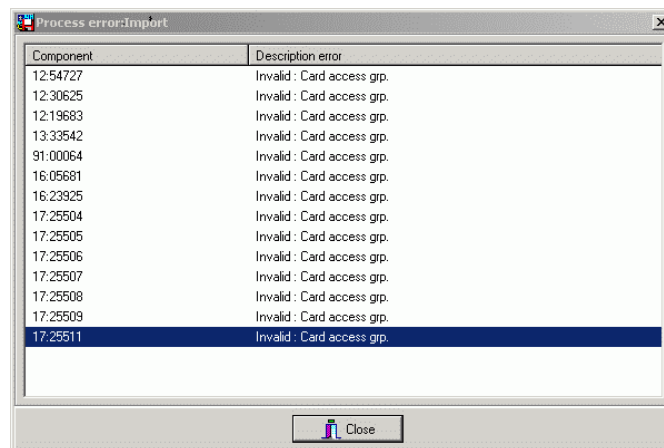 Process error:Import
Component Description error
12:54727 Invalid : Card access grp.
12:30625 Invalid : Card access grp.
12:19683 Invalid : Card access grp.
13:33542 Invalid : Card access grp.
91:00064 Invalid : Card access grp.
16:05681 Invalid : Card access grp.
16:23925 Invalid : Card access grp.
17:25504 Invalid : Card access grp.
17:25505 Invalid : Card access grp.
17:25506 Invalid : Card access grp.
17:25507 Invalid : Card access grp.
17:25508 Invalid : Card access grp.
17:25509 Invalid : Card access grp.
17:25511 Invalid : Card access grp.
Close